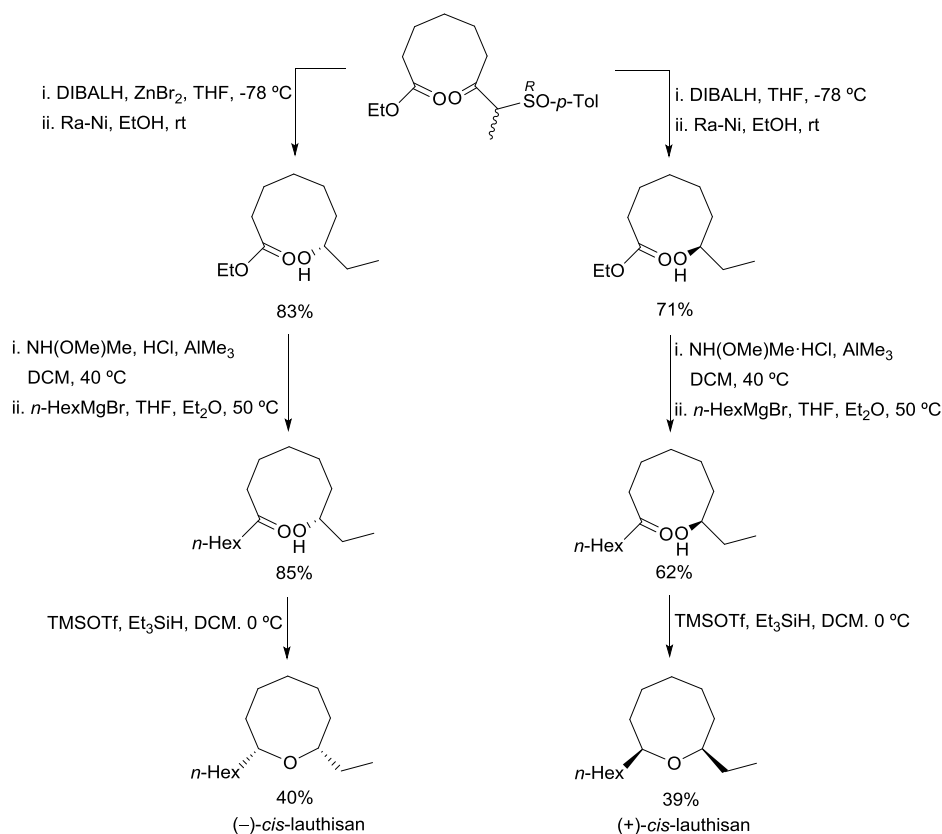 R
EtO
O O
SO-p-Tol
i. DIBALH, ZnBr₂, THF, -78 ºC
ii. Ra-Ni, EtOH, rt
i. DIBALH, THF, -78 ºC
ii. Ra-Ni, EtOH, rt
EtO
O O
H
83%
EtO
O O
H
71%
i. NH(OMe)Me, HCl, AlMe₃
DCM, 40 ºC
ii. n-HexMgBr, THF, Et₂O, 50 ºC
i. NH(OMe)Me·HCl, AlMe₃
DCM, 40 ºC
ii. n-HexMgBr, THF, Et₂O, 50 ºC
n-Hex
O O
H
85%
n-Hex
O O
H
62%
TMSOTf, Et₃SiH, DCM. 0 ºC
TMSOTf, Et₃SiH, DCM. 0 ºC
n-Hex
O
40%
(–)-cis-lauthisan
n-Hex
O
39%
(+)-cis-lauthisan